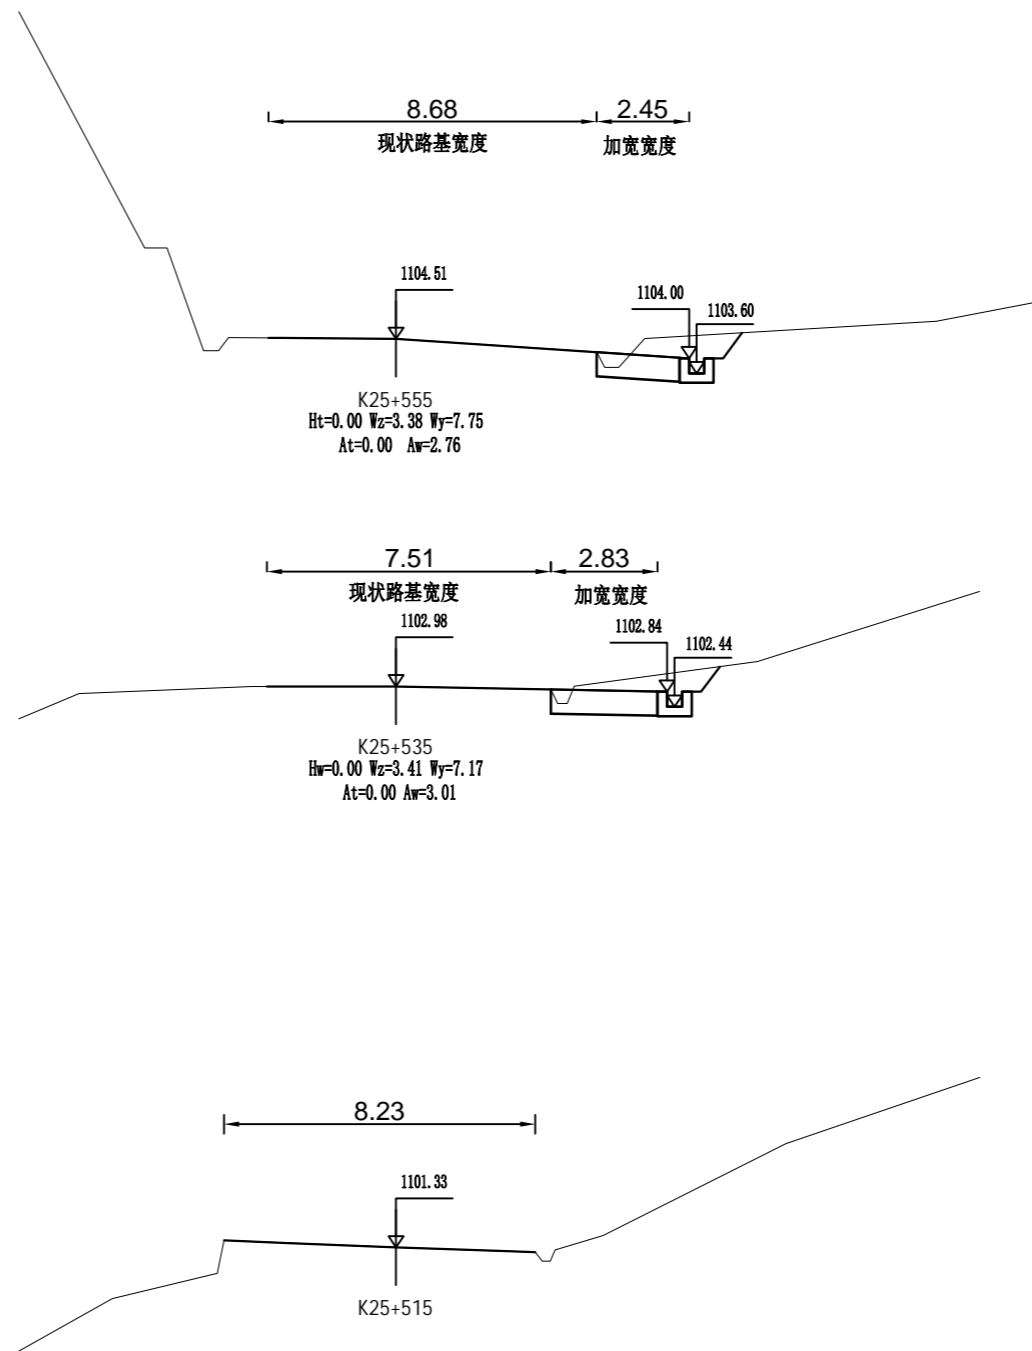 8.68 2.45
现状路基宽度 加宽宽度
1104.51 1104.00 1103.60
K25+555
Ht=0.00 Wz=3.38 Wy=7.75
At=0.00 Aw=2.76
7.51 2.83
现状路基宽度 加宽宽度
1102.98 1102.84 1102.44
K25+535
Hw=0.00 Wz=3.41 Wy=7.17
At=0.00 Aw=3.01
8.23
1101.33
K25+515